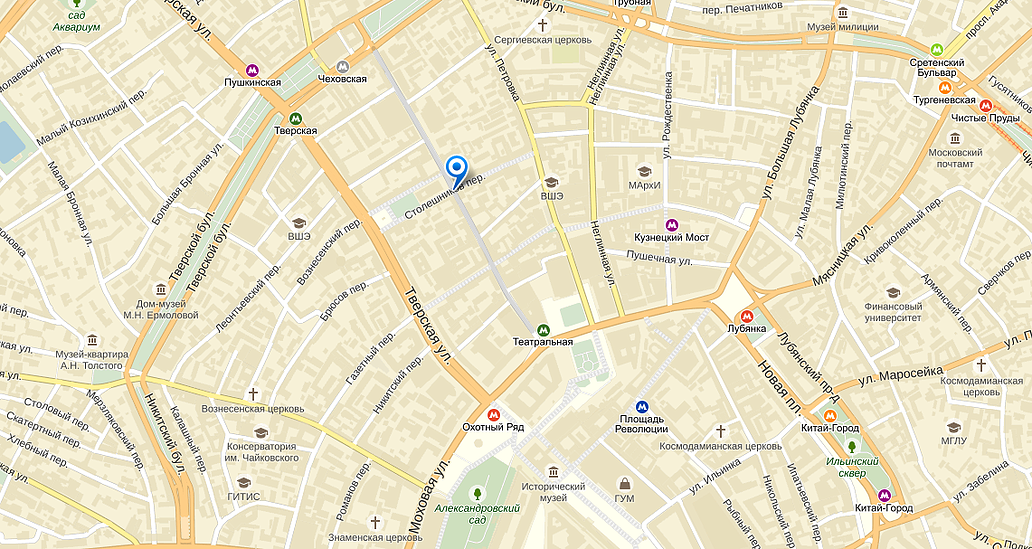 сад
Аквариум
Тверская ул.
ный бул.
Трубная
пер. Печатников
Музей милиции
просп. Ака
Сергиевская церковь
ул. Петровка
Неглинная ул.
Неглинная ул.
Сретенский
Бульвар
Пушкинская
Чеховская
Тургеневская
Гусятников
Чистые Пруды
Малый Козихинский пер.
Тверская
ул. Рождественка
ул. Большая Лубянка
Милютинский пер.
ул. Малая Лубянка
Московский
почтамт
Малая Бронная ул.
Большая Бронная ул.
Столешников пер.
ВШЭ
МАрхИ
Кузнецкий Мост
Пушечная ул.
Неглинная ул.
ВШЭ
Вознесенский пер.
Тверской бул.
Тверской бул.
Леонтьевский пер.
Брюсов пер.
Мясницкая ул.
Кривоколенный пер.
Армянский пер.
Сверчков пер.
Дом-музей
М.Н. Ермоловой
Финансовый
университет
Тверская ул.
Театральная
Лубянка
Лубянский пр-д
Музей-квартира
А.Н. Толстого
Газетный пер.
Никитский пер.
Новая пл.
ул. Маросейка
Космодамианская
церковь
Вознесенская церковь
Мерзляковский пер.
Столовый пер.
Скатертный пер.
Хлебный пер.
Никитский бул.
Калашный пер.
Охотный Ряд
Площадь
Революции
Китай-Город
Космодамианская церковь
МГЛУ
Консерватория
им. Чайковского
Ильинский
сквер
ГИТИС
Романов пер.
Моховая ул.
Исторический
музей
ГУМ
ул. Ильинка
Александровский
сад
Знаменская церковь
Рыбный пер.
Никольский пер.
Ипатьевский пер.
Китай-Город
ул. Забелина